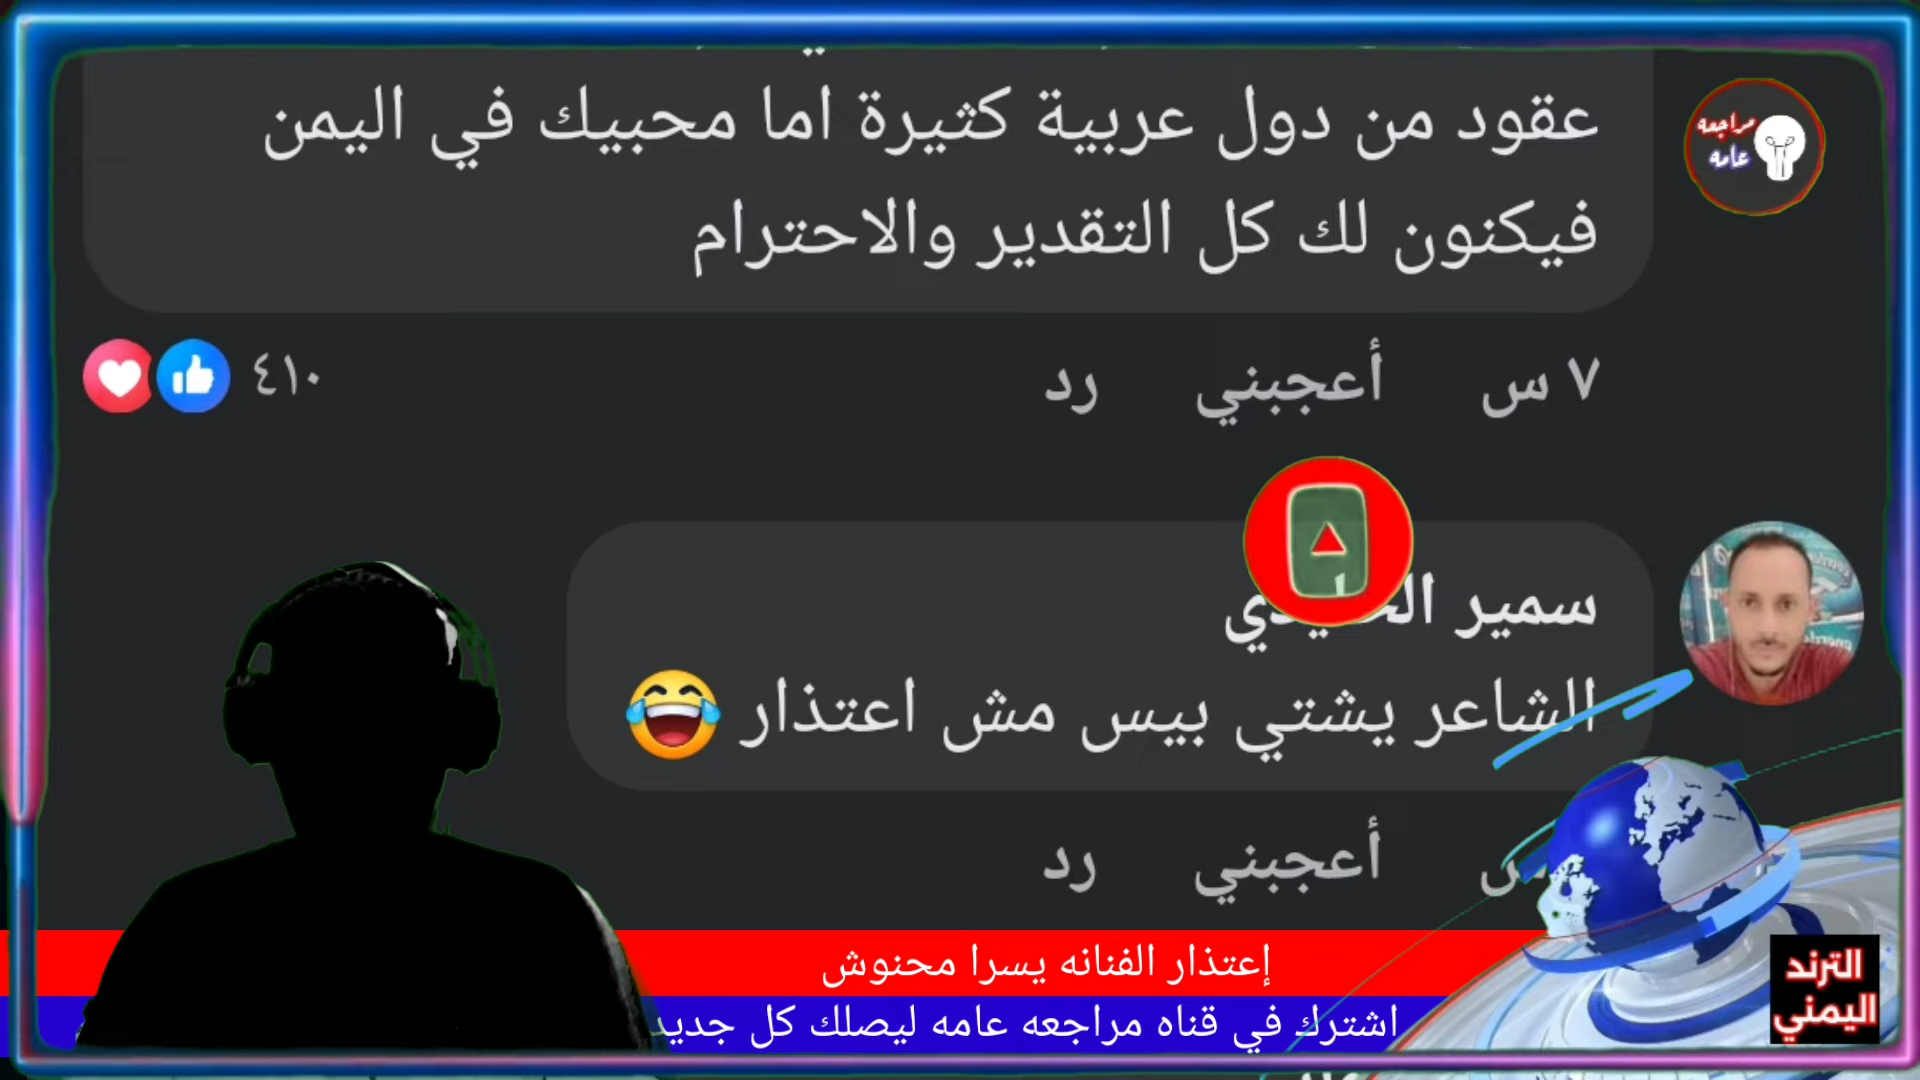 عقود من دول عربية كثيرة اما محبيك في اليمن
فيكنون لك كل التقدير والاحترام
مراجعه
عامه
٧ س
أعجبني
رد
٤١٠
سمير
الشاعر يشتي بيس مش اعتذار 😂
أعجبني
رد
إعتذار الفنانه يسرا محنوش
اشترك في قناه مراجعه عامه ليصلك كل جديد
الترند
اليمني